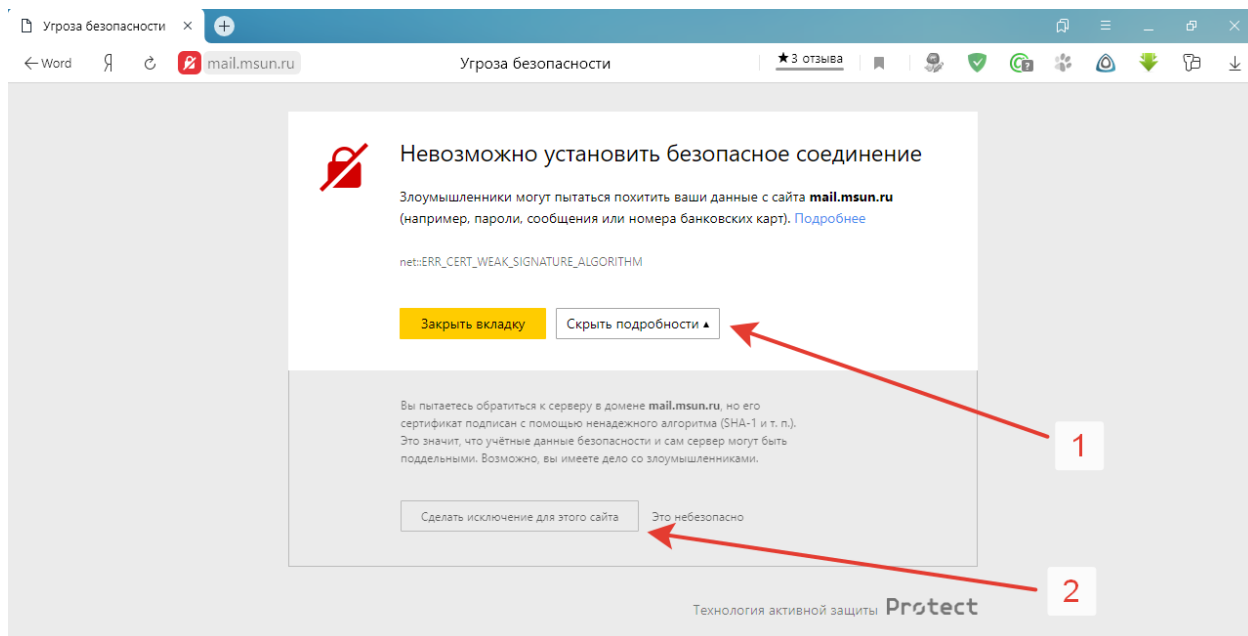 Угроза безопасности
Word
mail.msun.ru
Угроза безопасности
★3 отзыва
Невозможно установить безопасное соединение
Злоумышленники могут пытаться похитить ваши данные с сайта mail.msun.ru
(например, пароли, сообщения или номера банковских карт). Подробнее
net::ERR_CERT_WEAK_SIGNATURE_ALGORITHM
Закрыть вкладку
Скрыть подробности ▴
1
Вы пытаетесь обратиться к серверу в домене mail.msun.ru, но его
сертификат подписан с помощью ненадежного алгоритма (SHA-1 и т. п.).
Это значит, что учётные данные безопасности и сам сервер могут быть
поддельными. Возможно, вы имеете дело со злоумышленниками.
Сделать исключение для этого сайта
Это небезопасно
2
Технология активной защиты Protect